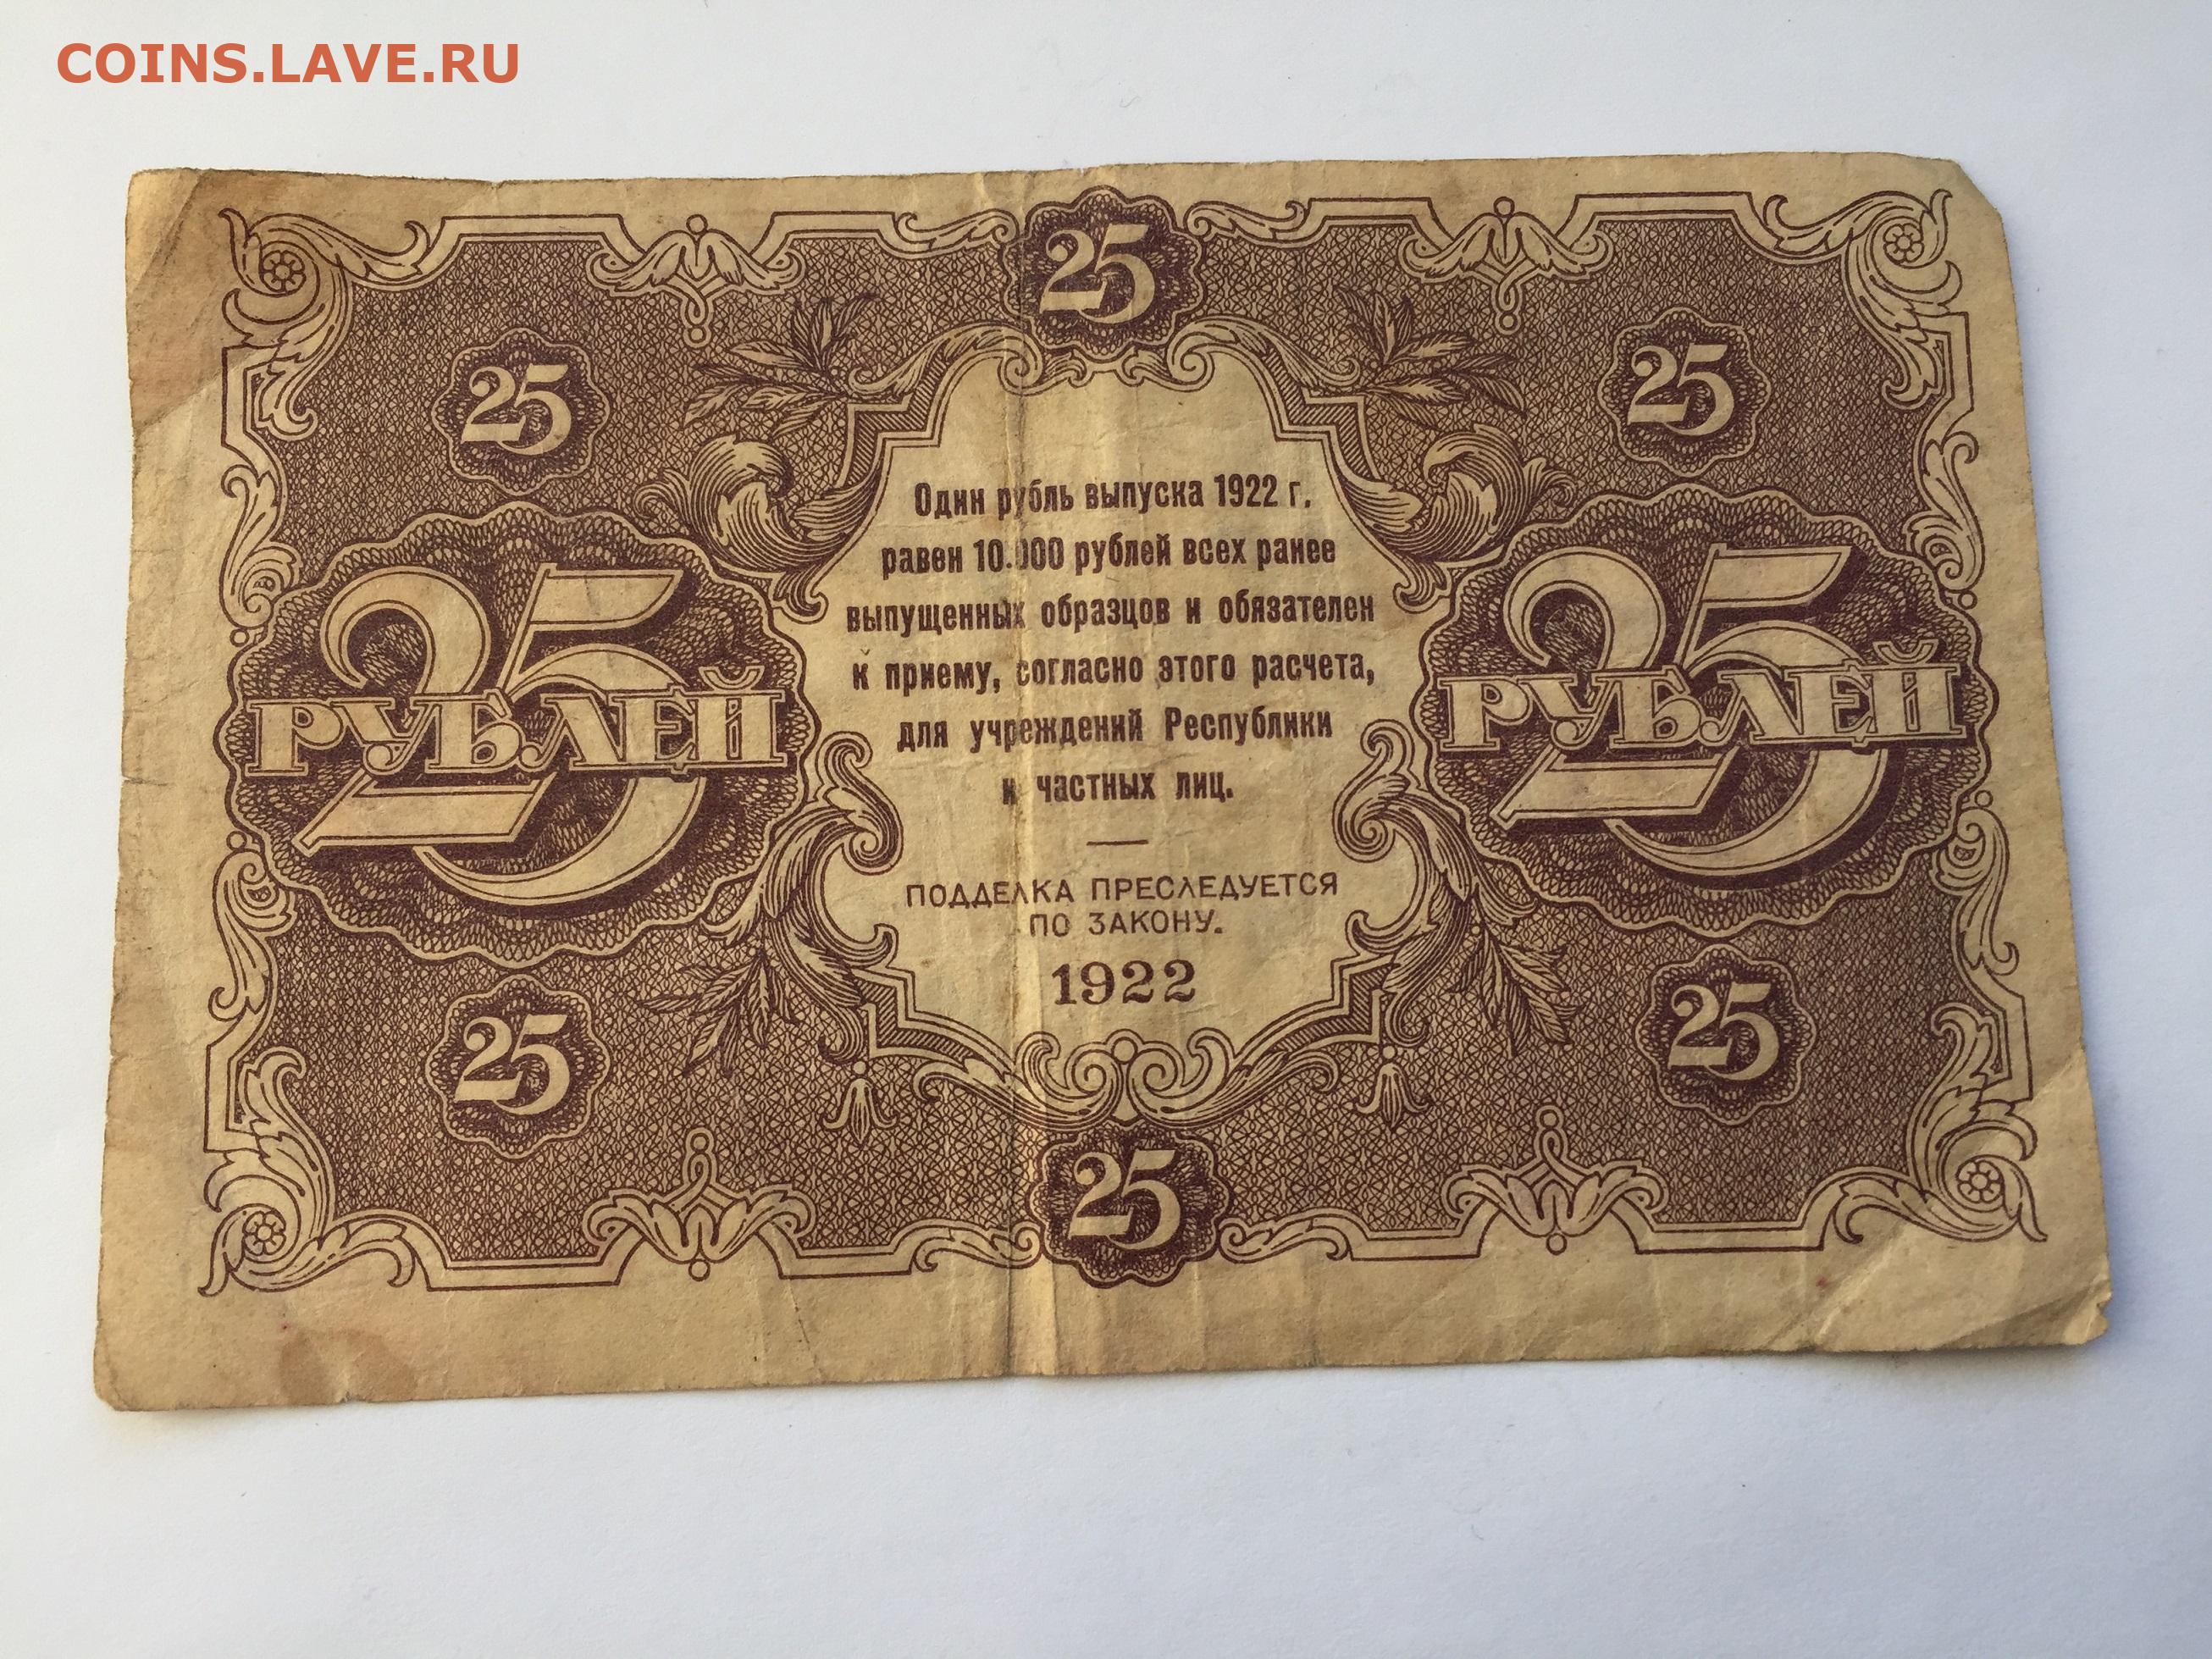 COINS.LAVE.RU
25
25
25
Один рубль выпуска 1922 г.
равен 10.000 рублей всех ранее
выпущенных образцов и обязателен
к приему, согласно этого расчета,
для учреждений Республики
и частных лиц.
25 РУБЛЕЙ
25 РУБЛЕЙ
ПОДДЕЛКА ПРЕСЛЕДУЕТСЯ
ПО ЗАКОНУ.
1922
25
25
25